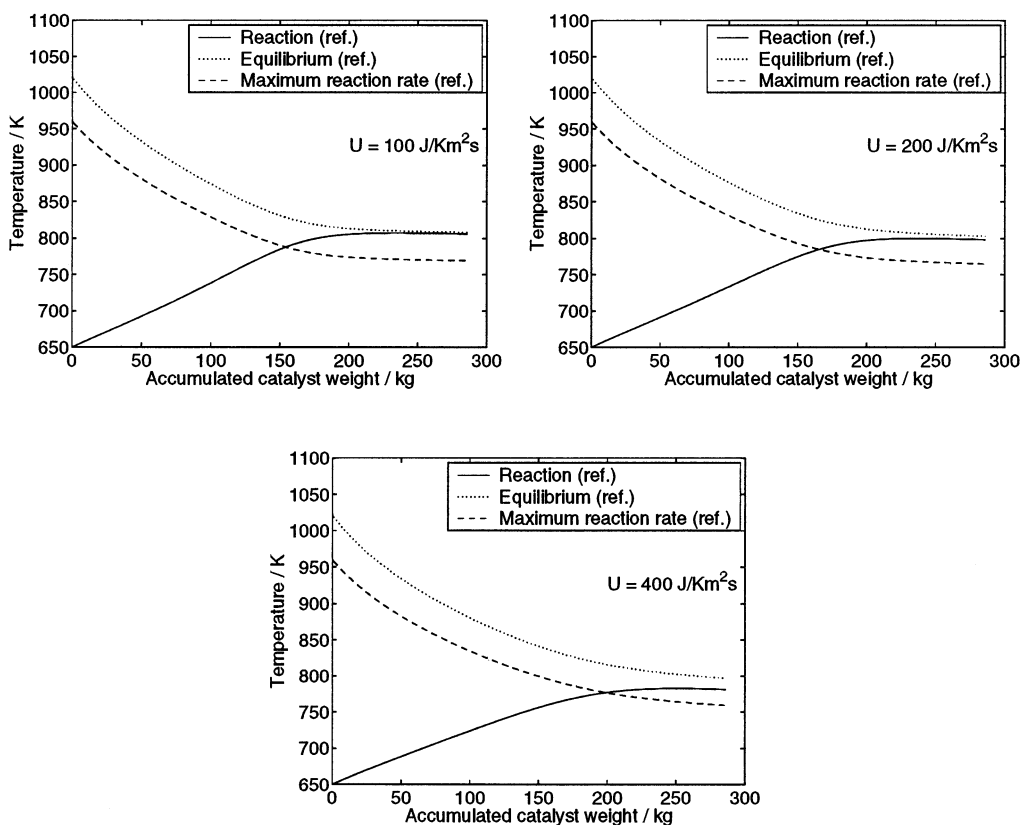 1100
1050
1000
950
900
850
800
750
700
650
Temperature / K
Reaction (ref.)
Equilibrium (ref.)
Maximum reaction rate (ref.)
U = 100 J/Km²s
0 50 100 150 200 250 300
Accumulated catalyst weight / kg
1100
1050
1000
950
900
850
800
750
700
650
Temperature / K
Reaction (ref.)
Equilibrium (ref.)
Maximum reaction rate (ref.)
U = 200 J/Km²s
0 50 100 150 200 250 300
Accumulated catalyst weight / kg
1100
1050
1000
950
900
850
800
750
700
650
Temperature / K
Reaction (ref.)
Equilibrium (ref.)
Maximum reaction rate (ref.)
U = 400 J/Km²s
0 50 100 150 200 250 300
Accumulated catalyst weight / kg